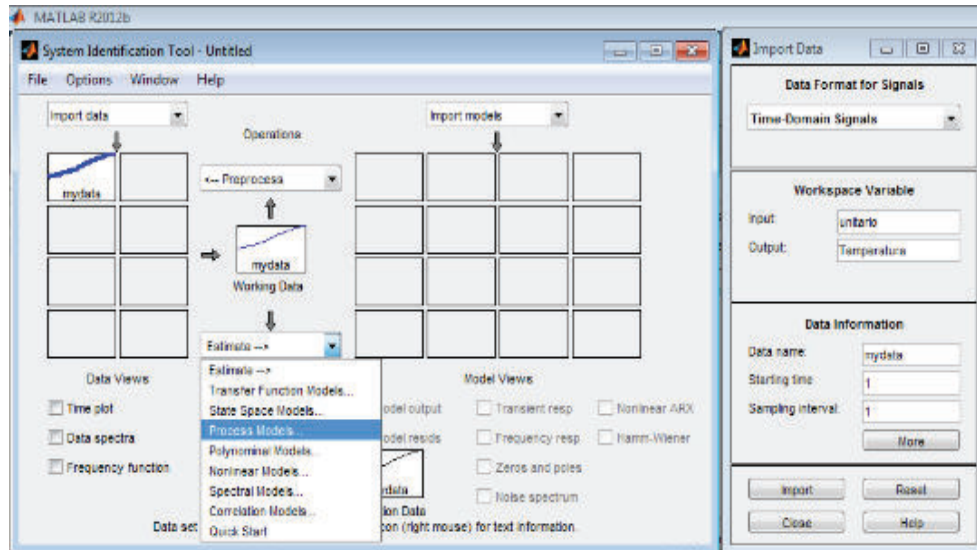 MATLAB R2012b
System Identification Tool - Untitled
File Options Window Help
Import data
Import models
Operations
mydata
<-- Preprocess
mydata
Working Data
Estimate -->
Estimate -->
Transfer Function Models...
State Space Models...
Process Models...
Polynominal Models...
Nonlinear Models...
Spectral Models...
Correlation Models...
Quick Start
Data Views
Time plot
Data spectra
Frequency function
Model Views
odel output
Transient resp
Nonlinear ARX
odel resids
Frequency resp
Hamm-Wiener
Zeros and poles
ydata
Noise spectrum
ion Data
Data set
con (right mouse) for text information.
Import Data
Data Format for Signals
Time-Domain Signals
Workspace Variable
Input: unitario
Output: Temperatura
Data Information
Data name: mydata
Starting time 1
Sampling interval: 1
More
Import Reset
Close Help